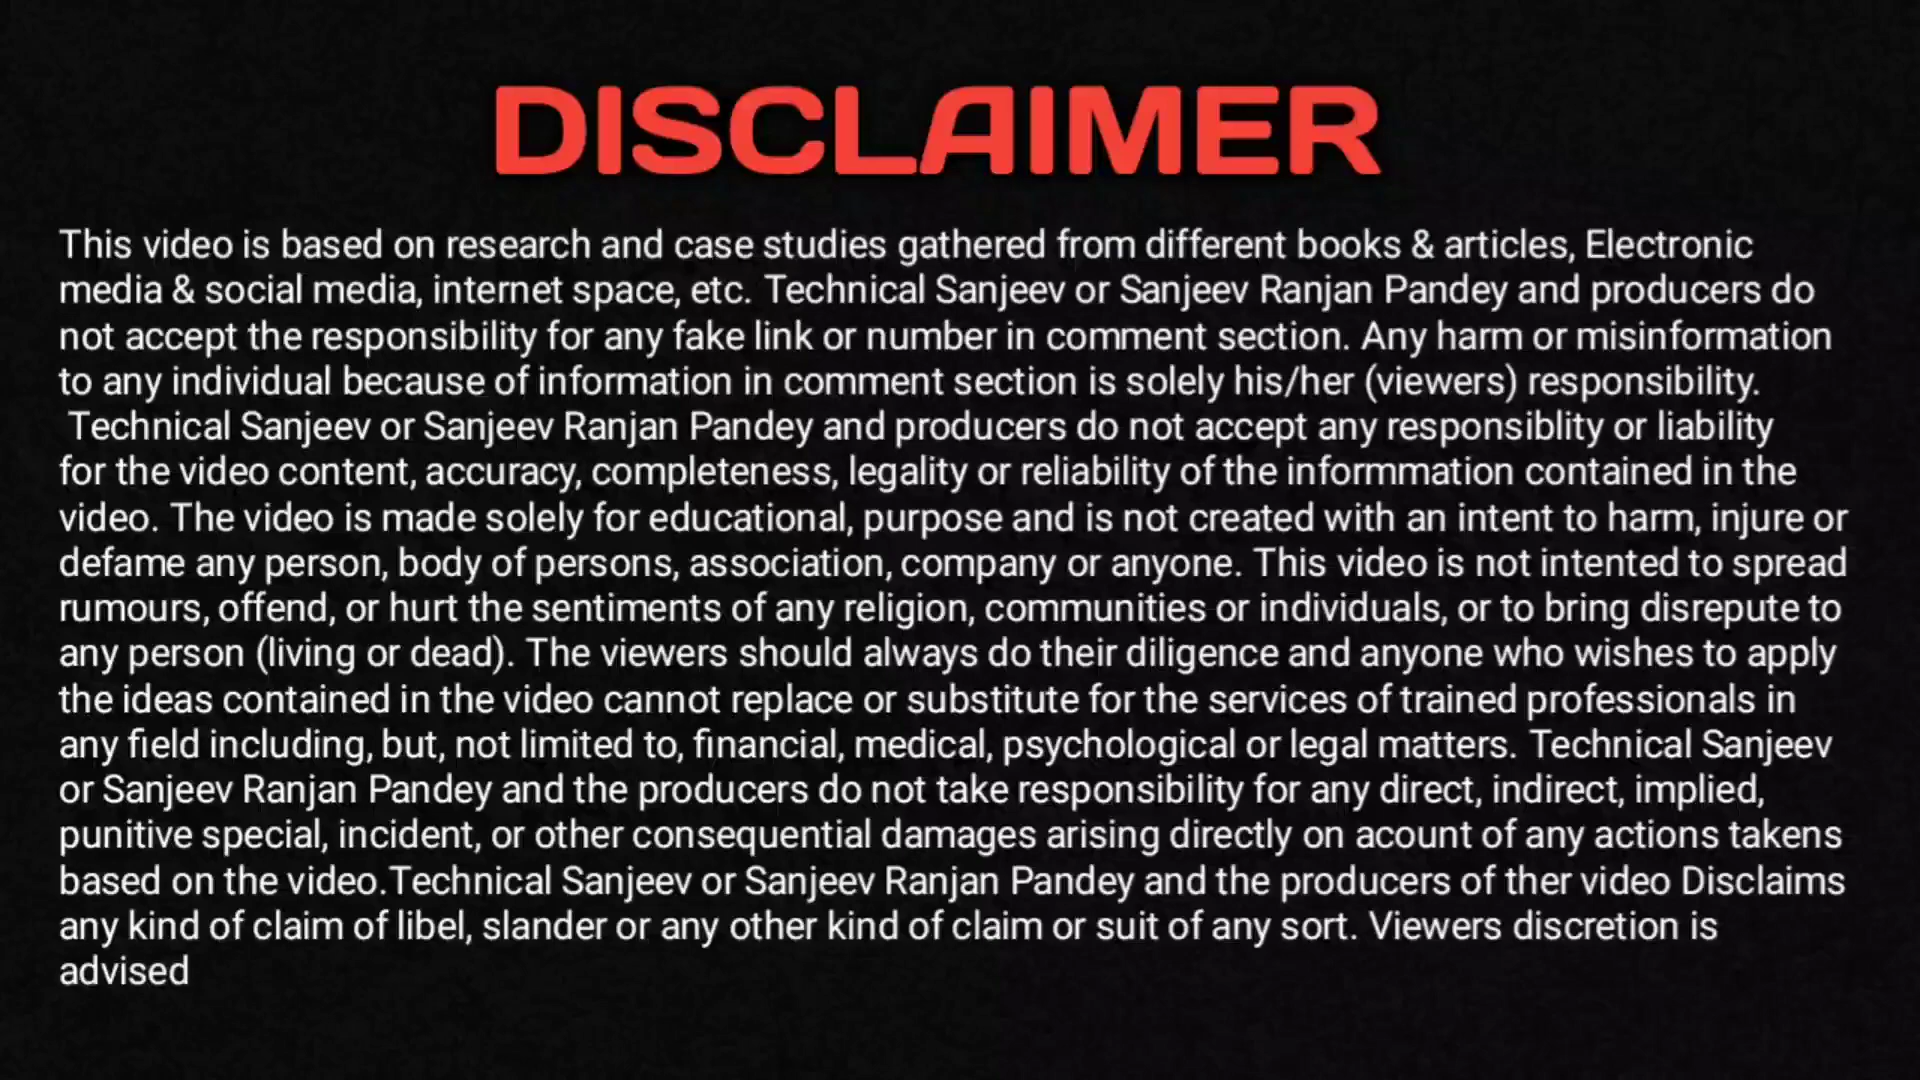 DISCLAIMER
This video is based on research and case studies gathered from different books & articles, Electronic
media & social media, internet space, etc. Technical Sanjeev or Sanjeev Ranjan Pandey and producers do
not accept the responsibility for any fake link or number in comment section. Any harm or misinformation
to any individual because of information in comment section is solely his/her (viewers) responsibility.
Technical Sanjeev or Sanjeev Ranjan Pandey and producers do not accept any responsiblity or liability
for the video content, accuracy, completeness, legality or reliability of the informmation contained in the
video. The video is made solely for educational, purpose and is not created with an intent to harm, injure or
defame any person, body of persons, association, company or anyone. This video is not intented to spread
rumours, offend, or hurt the sentiments of any religion, communities or individuals, or to bring disrepute to
any person (living or dead). The viewers should always do their diligence and anyone who wishes to apply
the ideas contained in the video cannot replace or substitute for the services of trained professionals in
any field including, but, not limited to, financial, medical, psychological or legal matters. Technical Sanjeev
or Sanjeev Ranjan Pandey and the producers do not take responsibility for any direct, indirect, implied,
punitive special, incident, or other consequential damages arising directly on acount of any actions takens
based on the video.Technical Sanjeev or Sanjeev Ranjan Pandey and the producers of ther video Disclaims
any kind of claim of libel, slander or any other kind of claim or suit of any sort. Viewers discretion is
advised